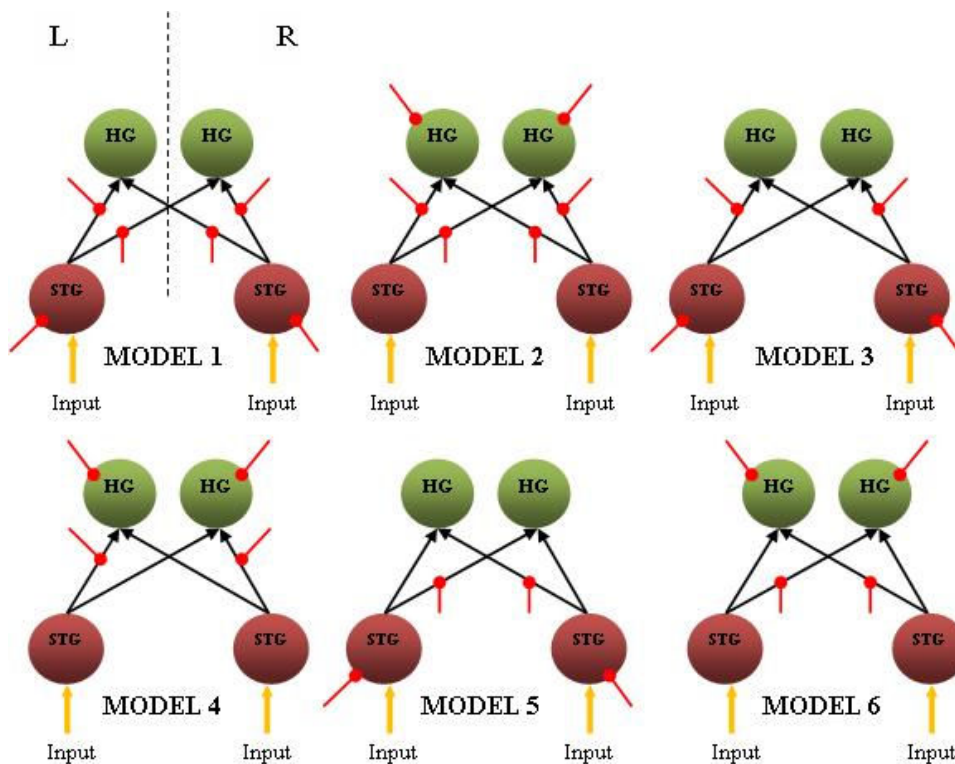 L R
HG HG HG HG HG HG
STG STG STG STG STG STG
MODEL 1 MODEL 2 MODEL 3
Input Input Input Input Input Input
HG HG HG HG HG HG
STG STG STG STG STG STG
MODEL 4 MODEL 5 MODEL 6
Input Input Input Input Input Input